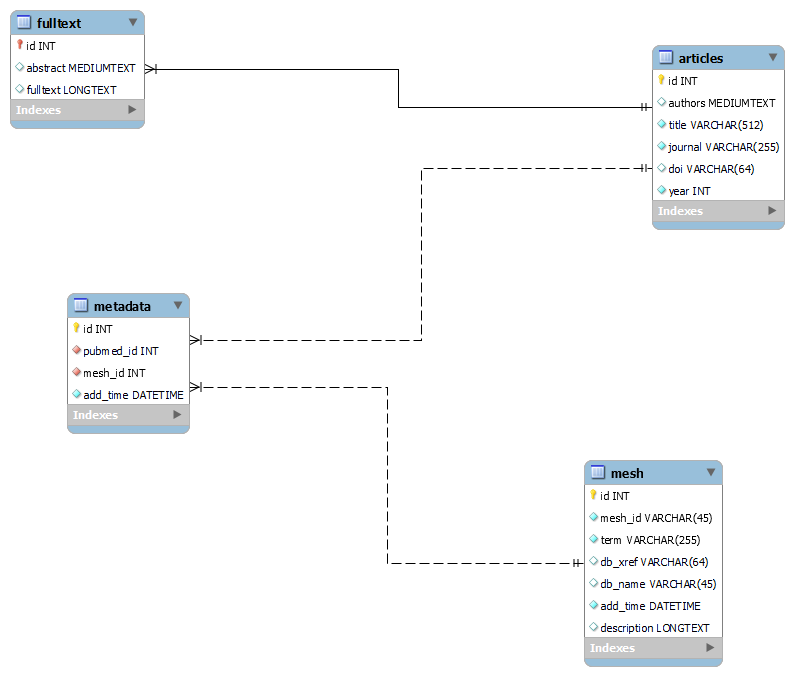 fulltext
id INT
abstract MEDIUMTEXT
fulltext LONGTEXT
Indexes
articles
id INT
authors MEDIUMTEXT
title VARCHAR(512)
journal VARCHAR(255)
doi VARCHAR(64)
year INT
Indexes
metadata
id INT
pubmed_id INT
mesh_id INT
add_time DATETIME
Indexes
mesh
id INT
mesh_id VARCHAR(45)
term VARCHAR(255)
db_xref VARCHAR(64)
db_name VARCHAR(45)
add_time DATETIME
description LONGTEXT
Indexes